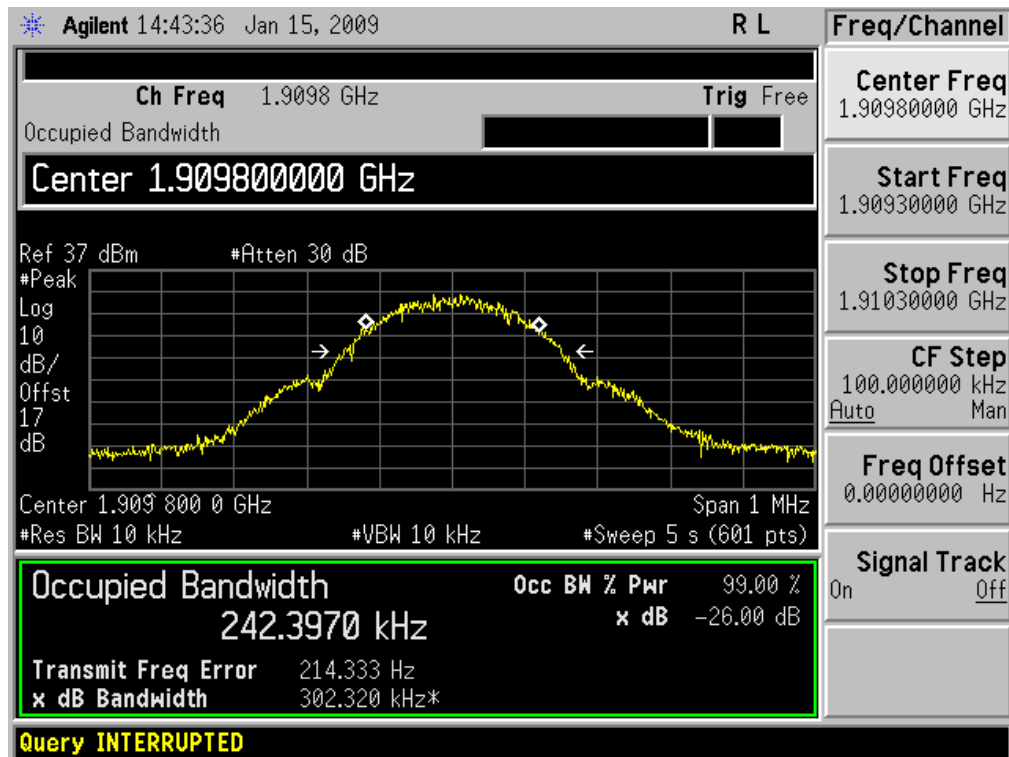 Agilent 14:43:36 Jan 15, 2009 R L
Freq/Channel
Ch Freq 1.9098 GHz Trig Free
Occupied Bandwidth
Center 1.909800000 GHz
Ref 37 dBm #Atten 30 dB
#Peak
Log
10
dB/
Offst
17
dB
Center 1.909 800 0 GHz Span 1 MHz
#Res BW 10 kHz #VBW 10 kHz #Sweep 5 s (601 pts)
Occupied Bandwidth Occ BW % Pwr 99.00 %
242.3970 kHz x dB -26.00 dB
Transmit Freq Error 214.333 Hz
x dB Bandwidth 302.320 kHz*
Query INTERRUPTED
Center Freq
1.90980000 GHz
Start Freq
1.90930000 GHz
Stop Freq
1.91030000 GHz
CF Step
100.000000 kHz
Auto Man
Freq Offset
0.00000000 Hz
Signal Track
On Off